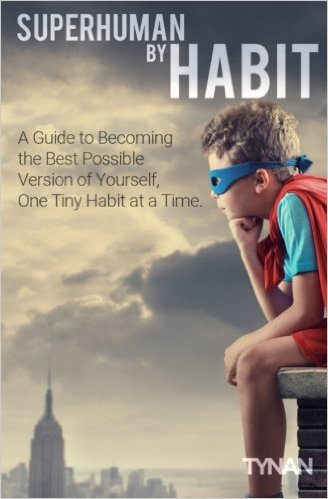 SUPERHUMAN
BY HABIT
A Guide to Becoming
the Best Possible
Version of Yourself,
One Tiny Habit at a Time.
TYNAN